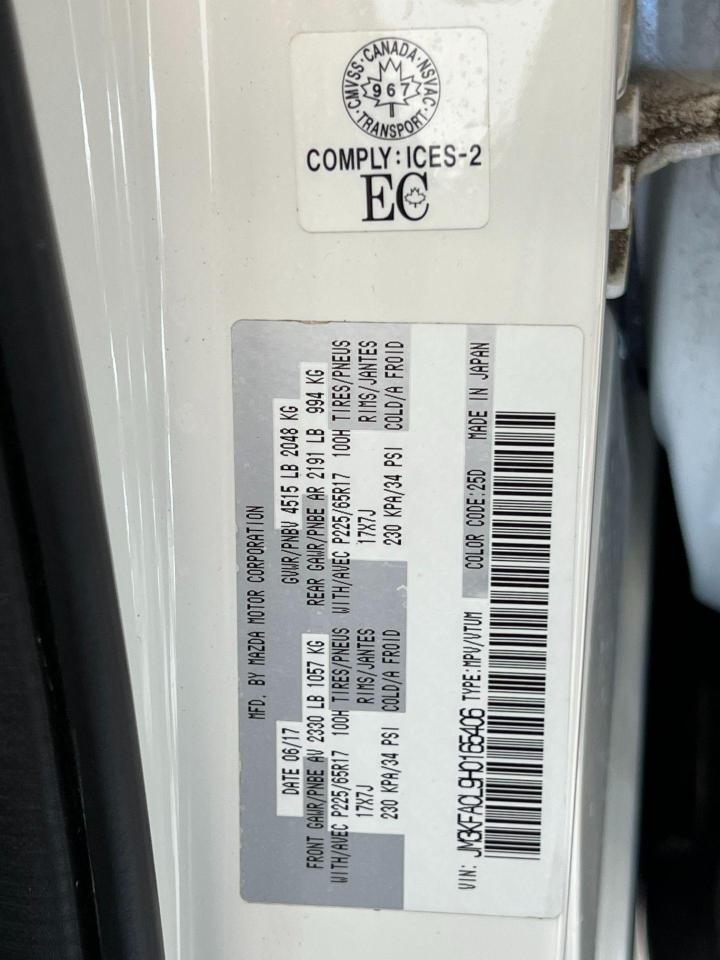 CMVSS · CANADA · NSVAC · TRANSPORT
967
COMPLY: ICES-2
EC
MFD. BY MAZDA MOTOR CORPORATION
DATE 06/17 GVWR/PNBV 4515 LB 2048 KG
FRONT GAWR/PNBE AV 2330 LB 1057 KG REAR GAWR/PNBE AR 2191 LB 994 KG
WITH/AVEC P225/65R17 100H TIRES/PNEUS WITH/AVEC P225/65R17 100H TIRES/PNEUS
17X7J RIMS/JANTES 17X7J RIMS/JANTES
230 KPA/34 PSI COLD/A FROID 230 KPA/34 PSI COLD/A FROID
VIN: JM3KFACL9H0165406 TYPE:MPV/VTUM COLOR CODE:25D MADE IN JAPAN